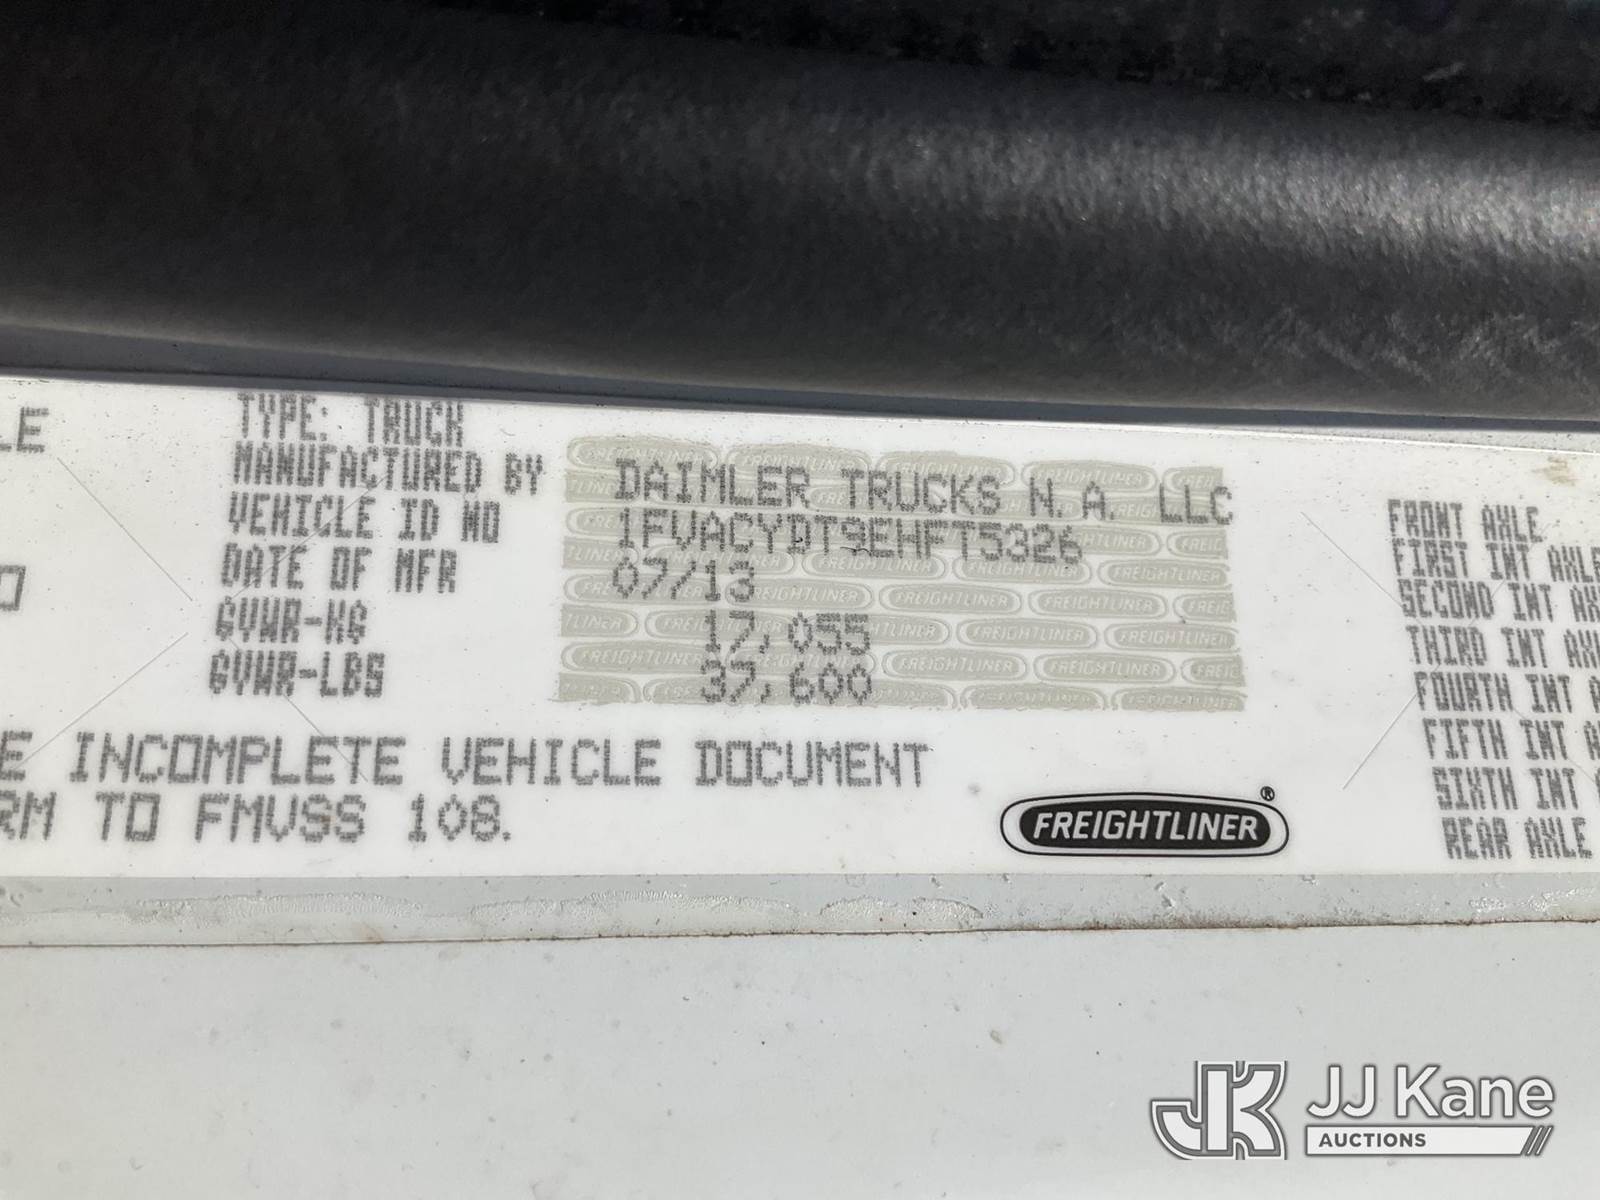 LE
TYPE: TRUCK
MANUFACTURED BY DAIMLER TRUCKS N.A. LLC
VEHICLE ID NO 1FVACYDT9EHFT5326
DATE OF MFR 07/13
GVWR-KG 17,055
GVWR-LBS 37,600
E INCOMPLETE VEHICLE DOCUMENT
RM TO FMVSS 108.
FREIGHTLINER®
FRONT AXLE
FIRST INT AXLE
SECOND INT AX
THIRD INT AX
FOURTH INT A
FIFTH INT A
SIXTH INT
REAR AXLE
JK JJ Kane
AUCTIONS